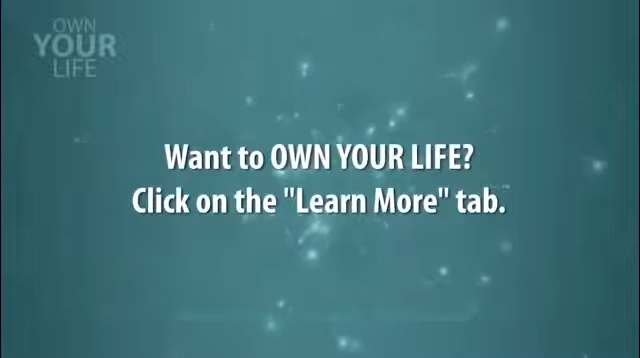 OWN
YOUR
LIFE
Want to OWN YOUR LIFE?
Click on the "Learn More" tab.